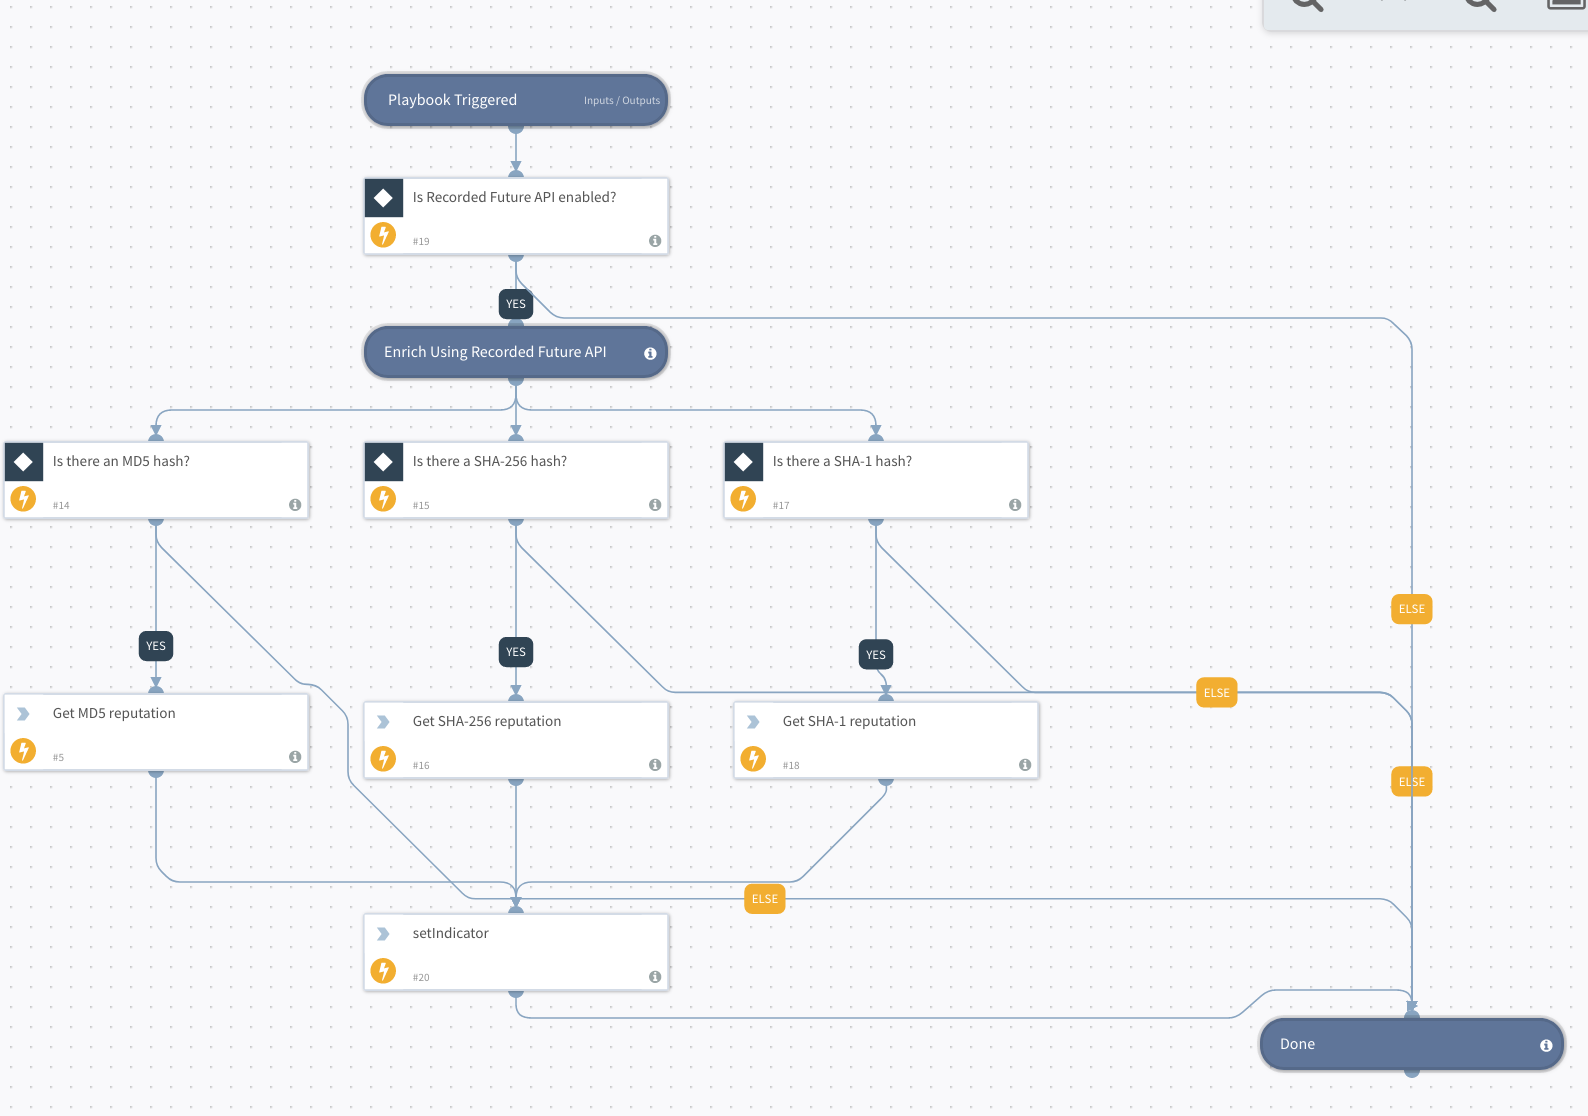 Playbook Triggered
Inputs / Outputs
Is Recorded Future API enabled?
#19
YES
Enrich Using Recorded Future API
Is there an MD5 hash?
#14
Is there a SHA-256 hash?
#15
Is there a SHA-1 hash?
#17
ELSE
YES
YES
YES
ELSE
Get MD5 reputation
#5
Get SHA-256 reputation
#16
Get SHA-1 reputation
#18
ELSE
ELSE
setIndicator
#20
Done